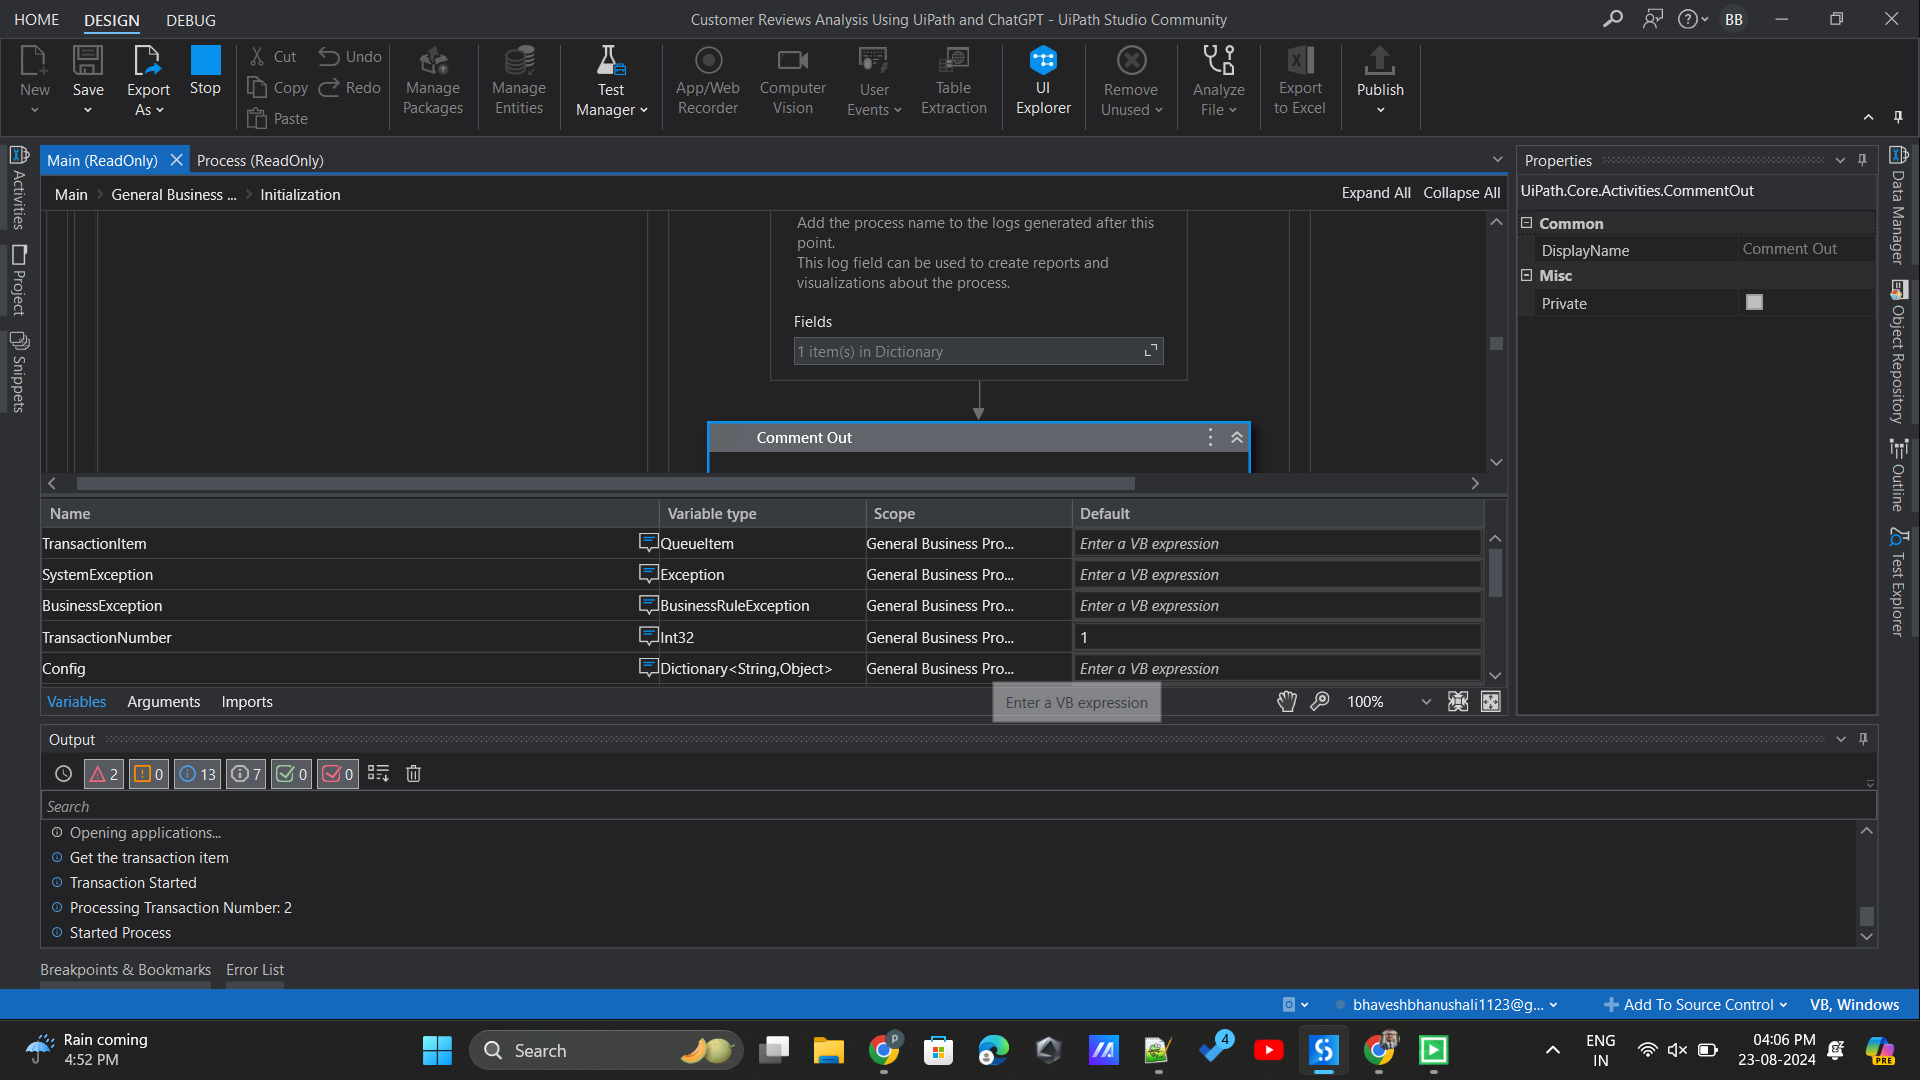 HOME DESIGN DEBUG
Customer Reviews Analysis Using UiPath and ChatGPT - UiPath Studio Community
BB
New
Save
Export As
Stop
Cut
Copy
Paste
Undo
Redo
Manage Packages
Manage Entities
Test Manager
App/Web Recorder
Computer Vision
User Events
Table Extraction
UI Explorer
Remove Unused
Analyze File
Export to Excel
Publish
Activities
Project
Snippets
Main (ReadOnly)
Process (ReadOnly)
Main General Business ... Initialization
Expand All Collapse All
Add the process name to the logs generated after this
point.
This log field can be used to create reports and
visualizations about the process.
Fields
1 item(s) in Dictionary
Comment Out
Name Variable type Scope Default
TransactionItem QueueItem General Business Pro... Enter a VB expression
SystemException Exception General Business Pro... Enter a VB expression
BusinessException BusinessRuleException General Business Pro... Enter a VB expression
TransactionNumber Int32 General Business Pro... 1
Config Dictionary<String,Object> General Business Pro... Enter a VB expression
Variables Arguments Imports
Enter a VB expression
100%
Properties
UiPath.Core.Activities.CommentOut
Common
DisplayName Comment Out
Misc
Private
Data Manager
Object Repository
Outline
Test Explorer
Output
2 0 13 7 0 0
Search
Opening applications...
Get the transaction item
Transaction Started
Processing Transaction Number: 2
Started Process
Breakpoints & Bookmarks Error List
bhaveshbhanushali1123@g...
Add To Source Control
VB, Windows
Rain coming
4:52 PM
Search
P
4
ENG
IN
04:06 PM
23-08-2024
PRE